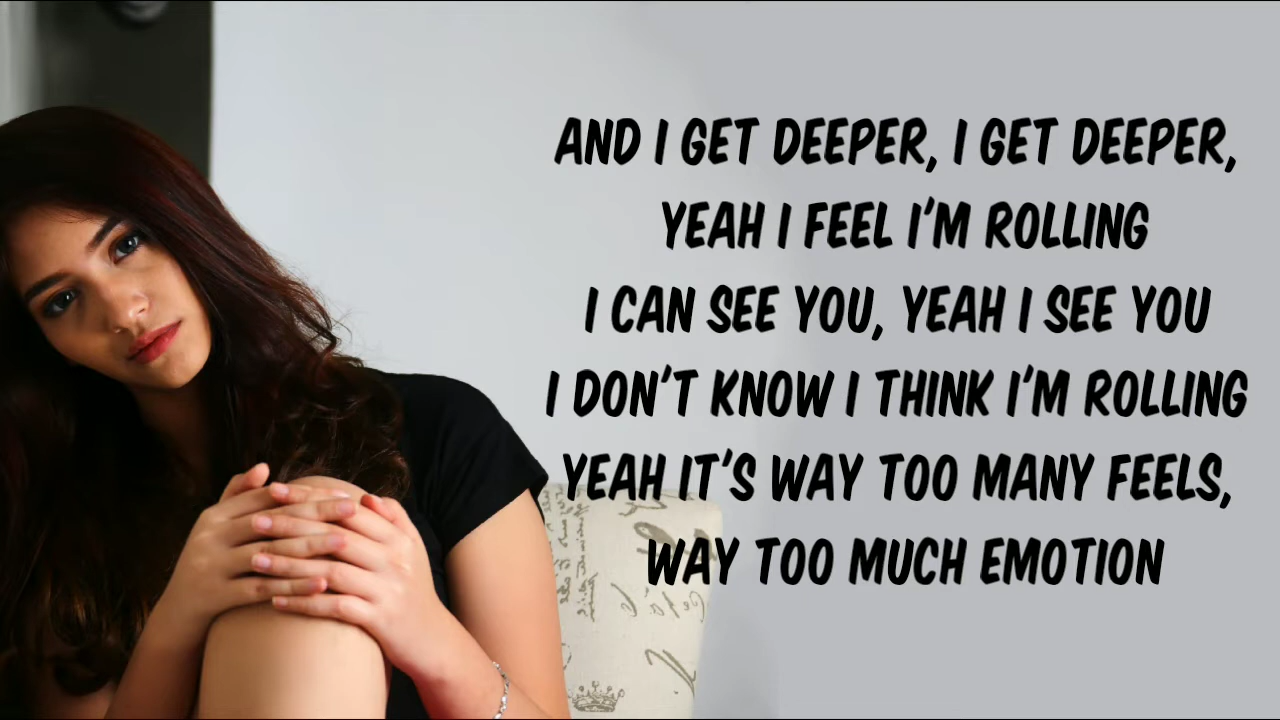 AND I GET DEEPER, I GET DEEPER,
YEAH I FEEL I'M ROLLING
I CAN SEE YOU, YEAH I SEE YOU
I DON'T KNOW I THINK I'M ROLLING
YEAH IT'S WAY TOO MANY FEELS,
WAY TOO MUCH EMOTION